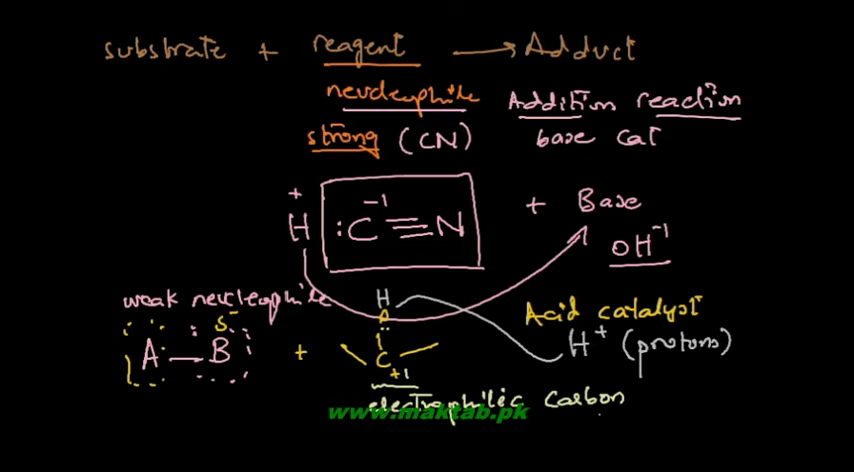 substrate + reagent → Adduct
neucleophile Addition reaction
strong (CN) base cat
+ -1
H :C≡N + Base
OH⁻¹
weak neucleophile H Acid catalyst
δ⁻
A—B + C H⁺ (protons)
+1
electrophilic carbon
www.maktab.pk